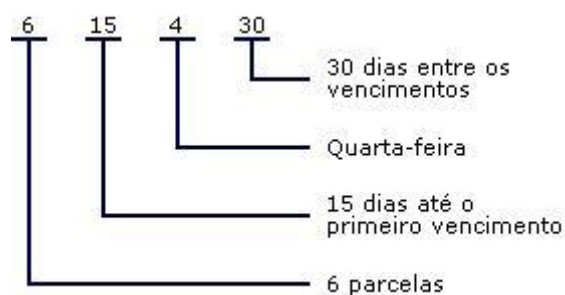 6 15 4 30
30 dias entre os
vencimentos
Quarta-feira
15 dias até o
primeiro vencimento
6 parcelas